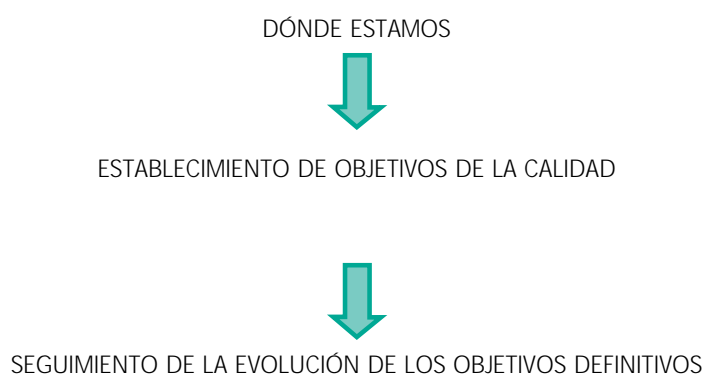 DÓNDE ESTAMOS
ESTABLECIMIENTO DE OBJETIVOS DE LA CALIDAD
SEGUIMIENTO DE LA EVOLUCIÓN DE LOS OBJETIVOS DEFINITIVOS